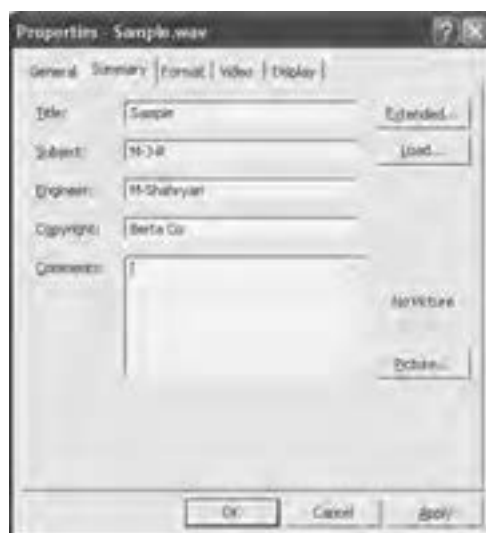 Properties - Sample.wav
General Summary Format Video Display
Title: Sample Extended...
Subject: Load...
Engineer: M-Shahryari
Copyright: Berta Co
Comments:
No Picture
Picture...
OK Cancel Apply